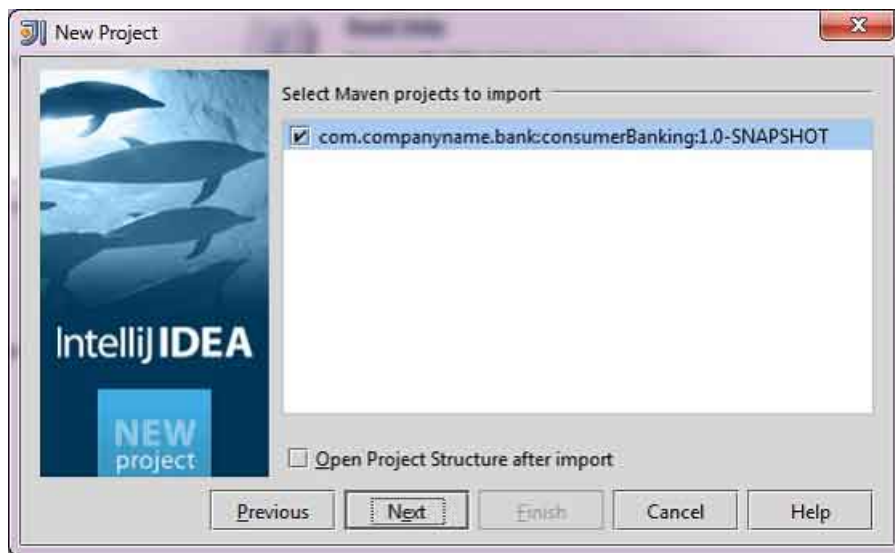 New Project
Select Maven projects to import
com.companyname.bank:consumerBanking:1.0-SNAPSHOT
IntelliJ IDEA
NEW
project
Open Project Structure after import
Previous Next Finish Cancel Help